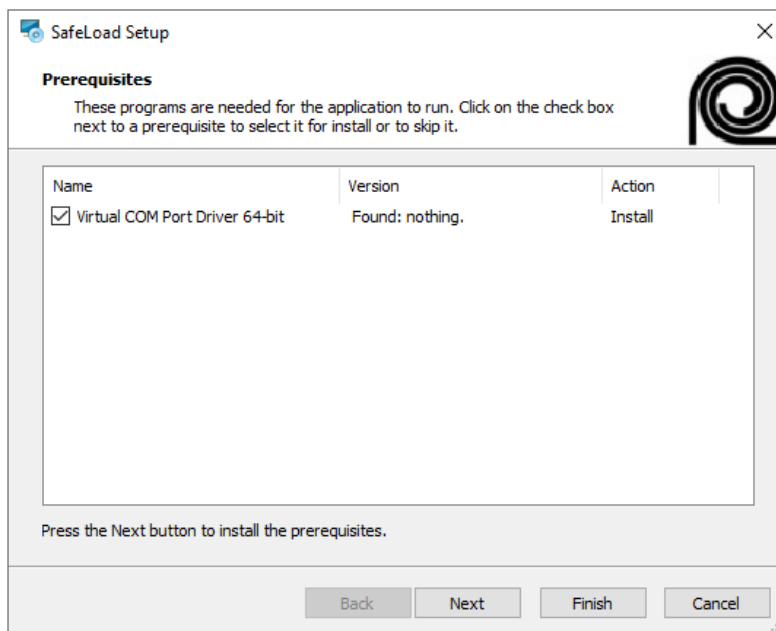 SafeLoad Setup
Prerequisites
These programs are needed for the application to run. Click on the check box
next to a prerequisite to select it for install or to skip it.
Name Version Action
Virtual COM Port Driver 64-bit Found: nothing. Install
Press the Next button to install the prerequisites.
Back Next Finish Cancel